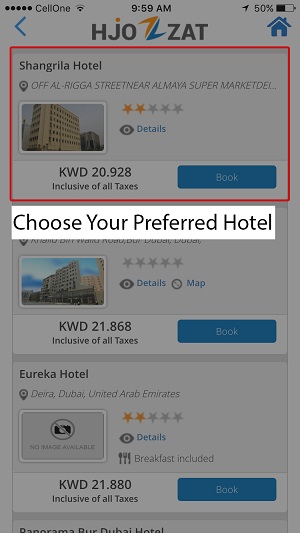 CellOne 9:59 AM 50%
HJO ZAT
Shangrila Hotel
OFF AL-RIGGA STREETNEAR ALMAYA SUPER MARKETDEI...
Details
KWD 20.928
Inclusive of all Taxes
Book
Choose Your Preferred Hotel
Khalid Bin Walid Road,Bur Dubai, Dubai,
Details Map
KWD 21.868
Inclusive of all Taxes
Book
Eureka Hotel
Deira, Dubai, United Arab Emirates
NO IMAGE AVAILABLE
Details
Breakfast included
KWD 21.880
Inclusive of all Taxes
Book
Panorama Bur Dubai Hotel